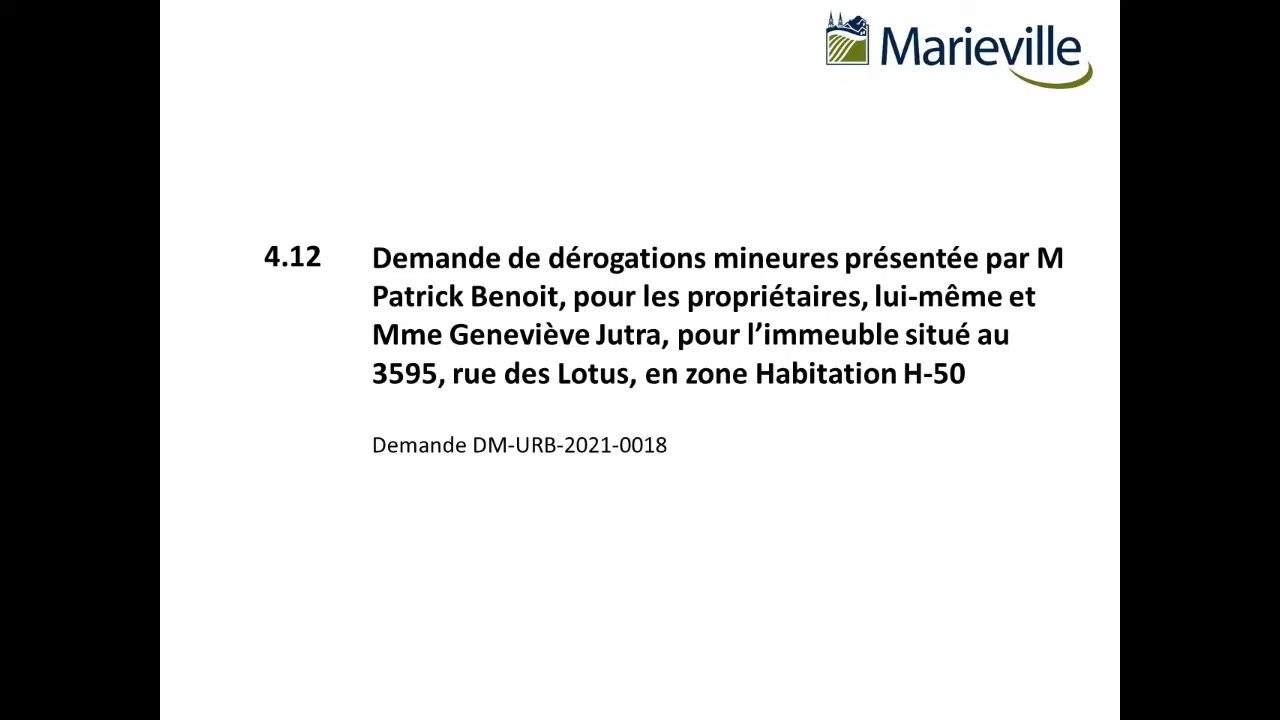 Marieville
4.12 Demande de dérogations mineures présentée par M
Patrick Benoit, pour les propriétaires, lui-même et
Mme Geneviève Jutra, pour l’immeuble situé au
3595, rue des Lotus, en zone Habitation H-50
Demande DM-URB-2021-0018